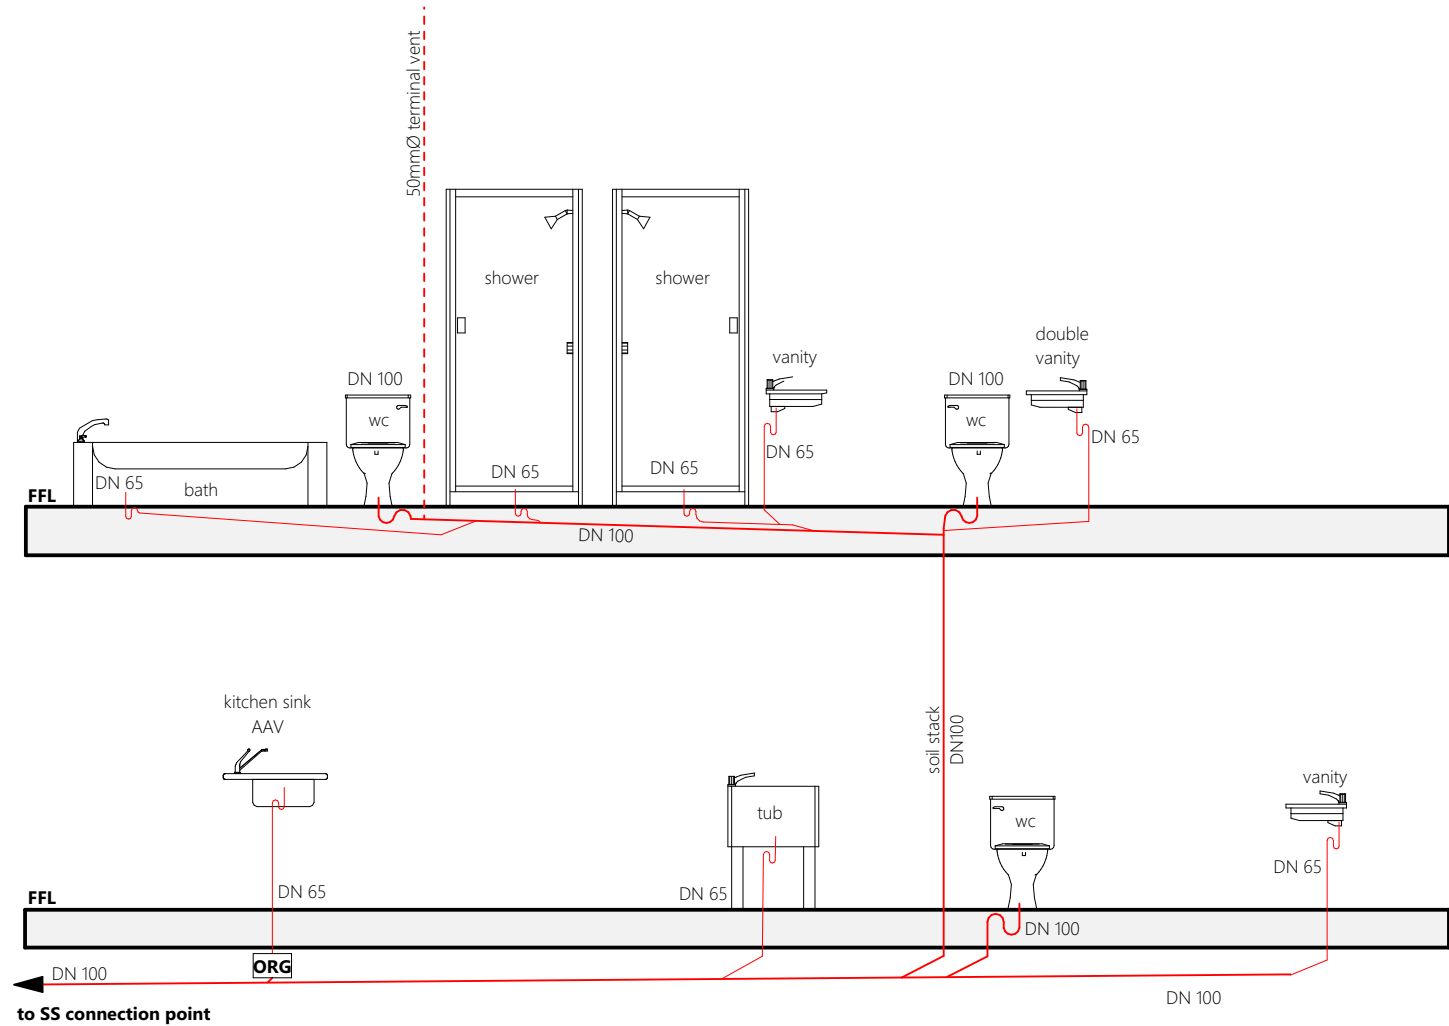 50mmØ terminal vent
shower
shower
double
vanity
vanity
DN 100
DN 100
wc
wc
DN 65
DN 65
DN 65
DN 65
DN 65
bath
FFL
DN 100
kitchen sink
AAV
soil stack
DN100
vanity
tub
wc
DN 65
DN 65
DN 65
FFL
DN 100
ORG
DN 100
DN 100
to SS connection point